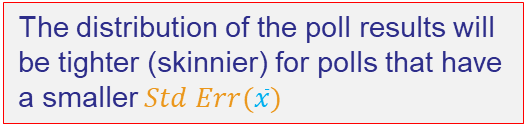 The distribution of the poll results will
be tighter (skinnier) for polls that have
a smaller Std Err(x̄)